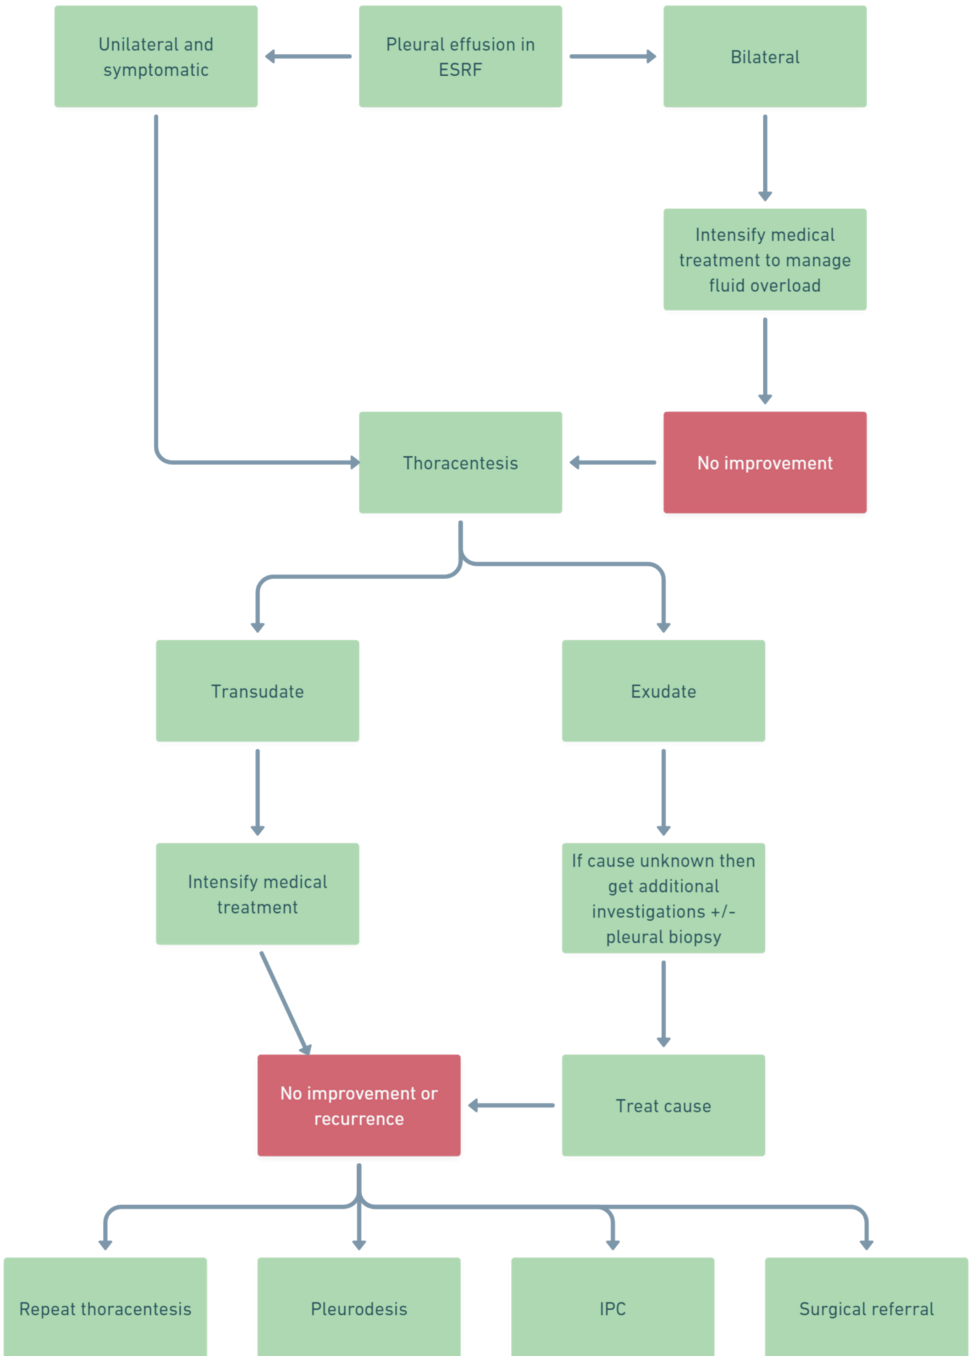 Unilateral and
symptomatic
Pleural effusion in
ESRF
Bilateral
Intensify medical
treatment to manage
fluid overload
Thoracentesis
No improvement
Transudate
Exudate
Intensify medical
treatment
If cause unknown then
get additional
investigations +/-
pleural biopsy
No improvement or
recurrence
Treat cause
Repeat thoracentesis
Pleurodesis
IPC
Surgical referral